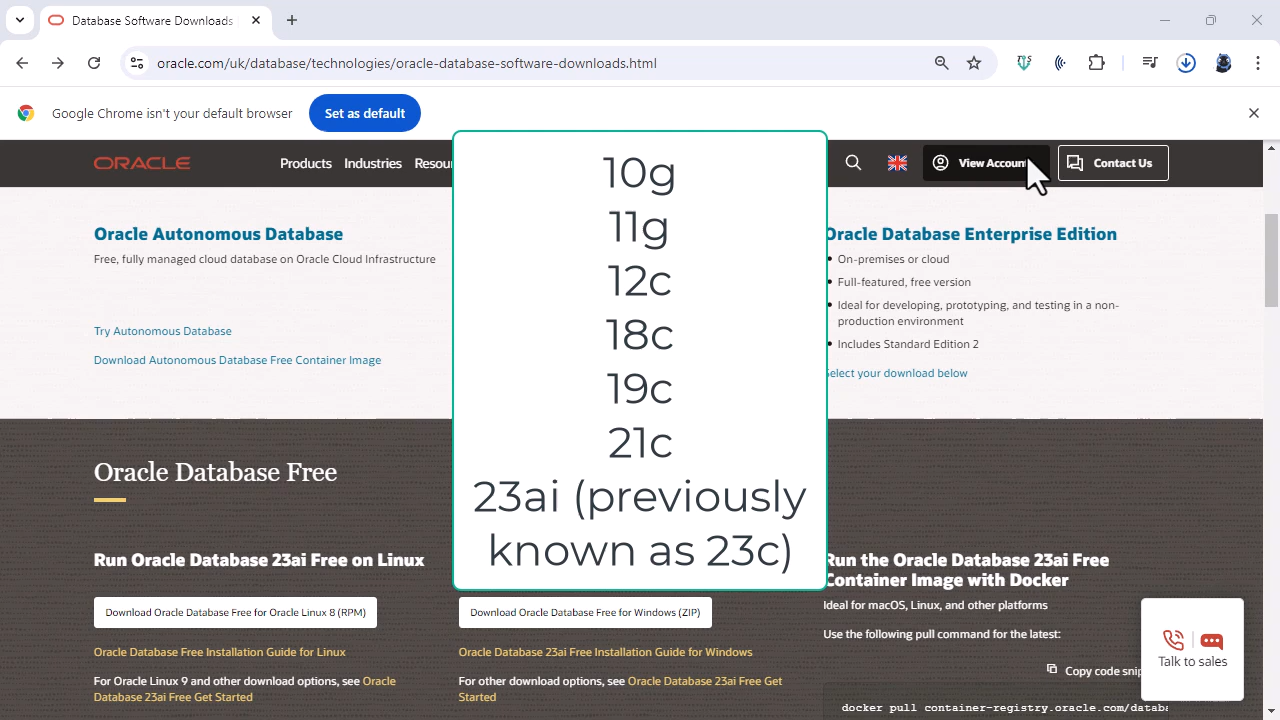 Database Software Downloads
oracle.com/uk/database/technologies/oracle-database-software-downloads.html
Google Chrome isn't your default browser
Set as default
ORACLE
Products
Industries
View Account
Contact Us
10g
11g
12c
18c
19c
21c
23ai (previously
known as 23c)
Oracle Autonomous Database
Free, fully managed cloud database on Oracle Cloud Infrastructure
Try Autonomous Database
Download Autonomous Database Free Container Image
Oracle Database Enterprise Edition
On-premises or cloud
Full-featured, free version
Ideal for developing, prototyping, and testing in a non-
production environment
Includes Standard Edition 2
Select your download below
Oracle Database Free
Run Oracle Database 23ai Free on Linux
Download Oracle Database Free for Oracle Linux 8 (RPM)
Oracle Database Free Installation Guide for Linux
For Oracle Linux 9 and other download options, see Oracle
Database 23ai Free Get Started
Download Oracle Database Free for Windows (ZIP)
Oracle Database 23ai Free Installation Guide for Windows
For other download options, see Oracle Database 23ai Free Get
Started
Run the Oracle Database 23ai Free
Container Image with Docker
Ideal for macOS, Linux, and other platforms
Use the following pull command for the latest:
Copy code snip
docker pull container-registry.oracle.com/databa
Talk to sales